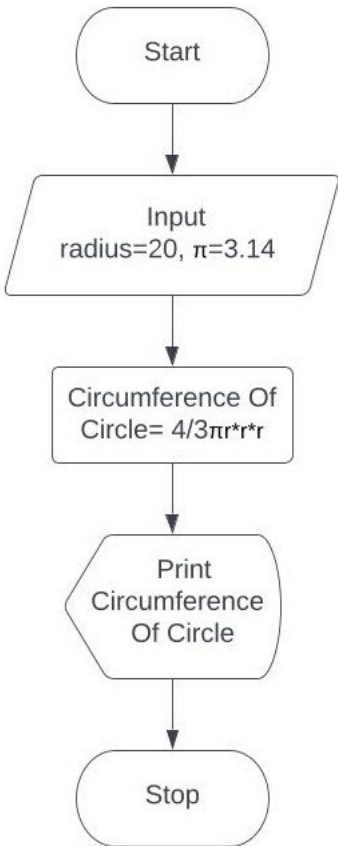 Start
Input
radius=20, π=3.14
Circumference Of
Circle= 4/3πr*r*r
Print
Circumference
Of Circle
Stop